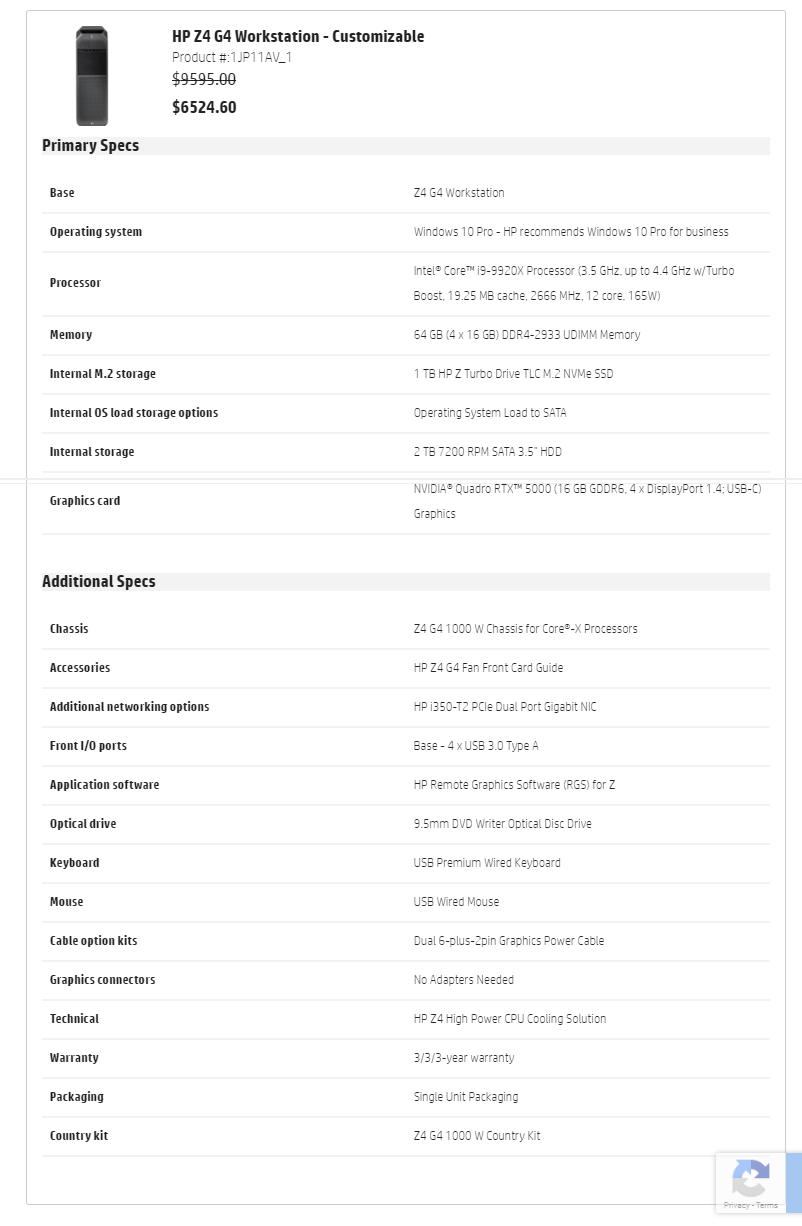 HP Z4 G4 Workstation - Customizable
Product #:1JP11AV_1
$9595.00
$6524.60
Primary Specs
Base Z4 G4 Workstation
Operating system Windows 10 Pro - HP recommends Windows 10 Pro for business
Processor Intel® Core™ i9-9920X Processor (3.5 GHz, up to 4.4 GHz w/Turbo
Boost, 19.25 MB cache, 2666 MHz, 12 core, 165W)
Memory 64 GB (4 x 16 GB) DDR4-2933 UDIMM Memory
Internal M.2 storage 1 TB HP Z Turbo Drive TLC M.2 NVMe SSD
Internal OS load storage options Operating System Load to SATA
Internal storage 2 TB 7200 RPM SATA 3.5" HDD
Graphics card NVIDIA® Quadro RTX™ 5000 (16 GB GDDR6, 4 x DisplayPort 1.4; USB-C)
Graphics
Additional Specs
Chassis Z4 G4 1000 W Chassis for Core®-X Processors
Accessories HP Z4 G4 Fan Front Card Guide
Additional networking options HP i350-T2 PCIe Dual Port Gigabit NIC
Front I/O ports Base - 4 x USB 3.0 Type A
Application software HP Remote Graphics Software (RGS) for Z
Optical drive 9.5mm DVD Writer Optical Disc Drive
Keyboard USB Premium Wired Keyboard
Mouse USB Wired Mouse
Cable option kits Dual 6-plus-2pin Graphics Power Cable
Graphics connectors No Adapters Needed
Technical HP Z4 High Power CPU Cooling Solution
Warranty 3/3/3-year warranty
Packaging Single Unit Packaging
Country kit Z4 G4 1000 W Country Kit
Privacy - Terms